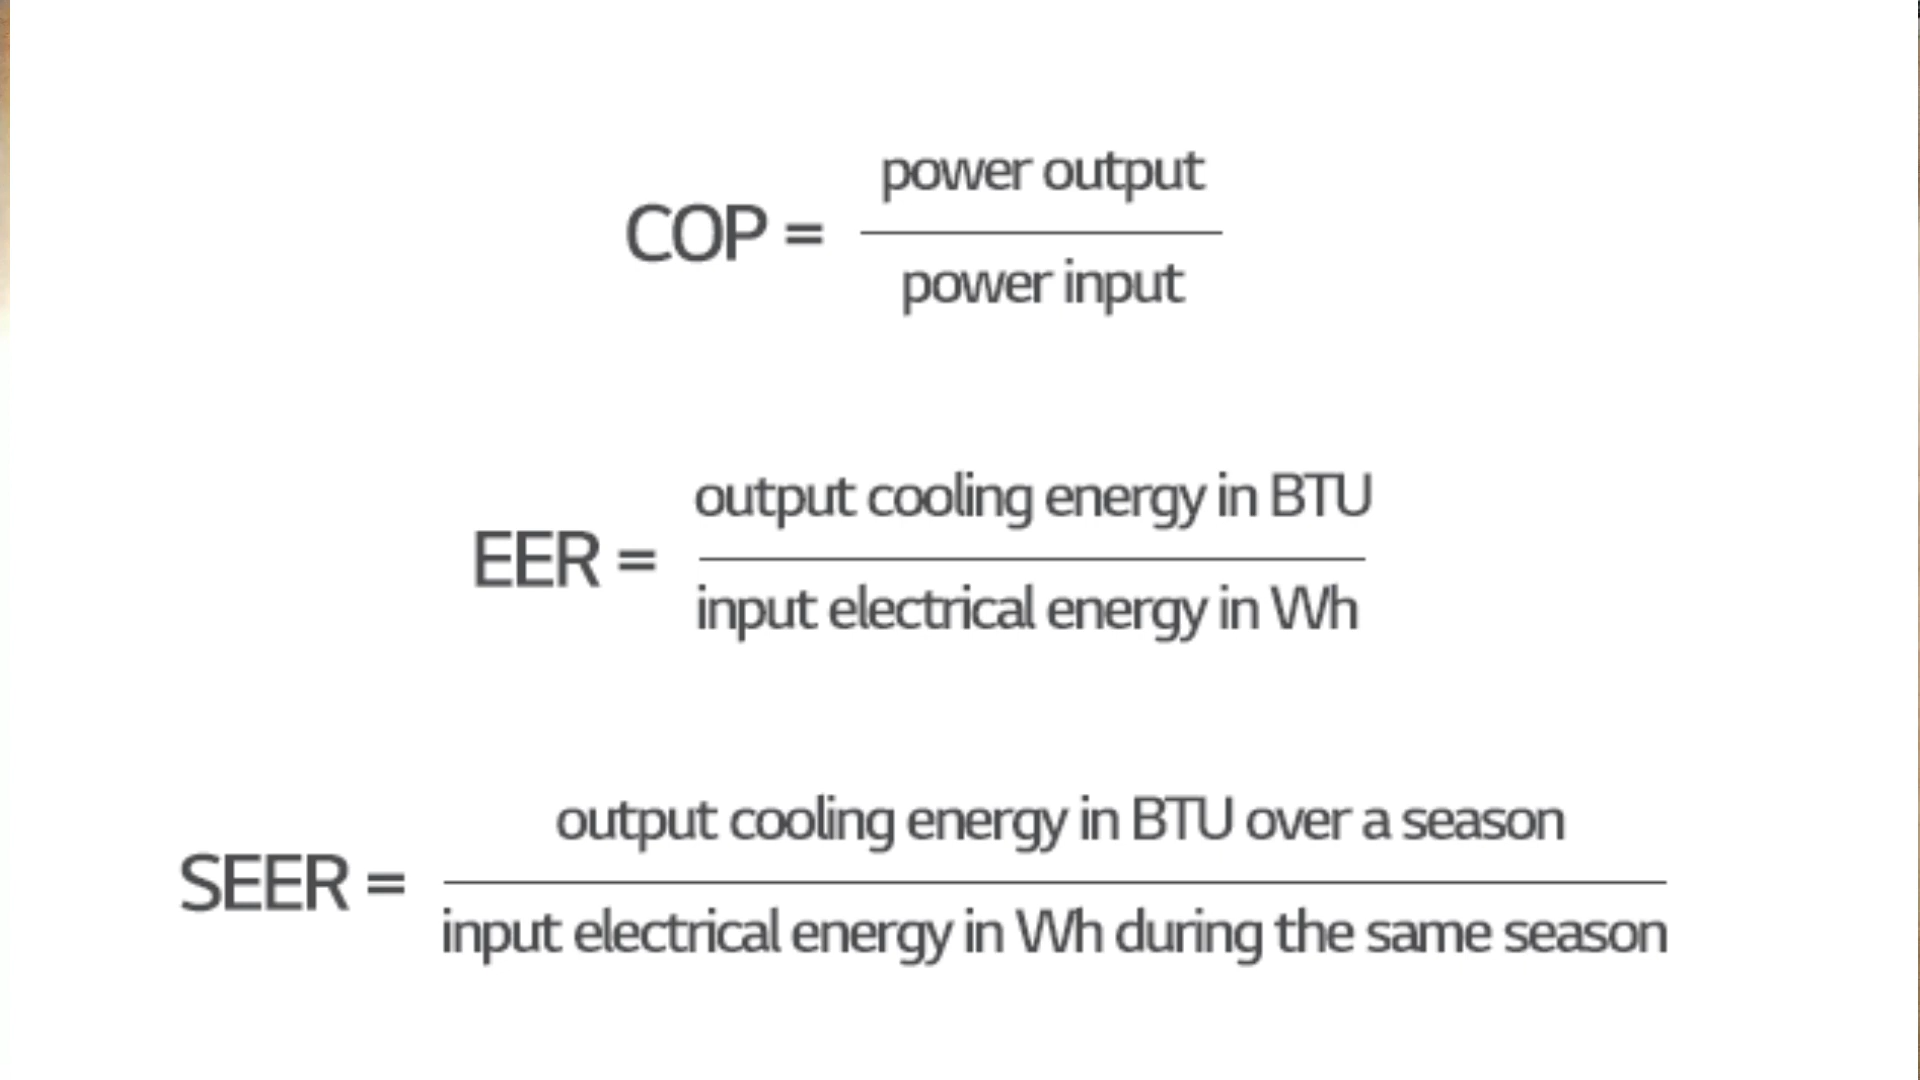 power output
COP =
power input
output cooling energy in BTU
EER =
input electrical energy in Wh
output cooling energy in BTU over a season
SEER =
input electrical energy in Wh during the same season